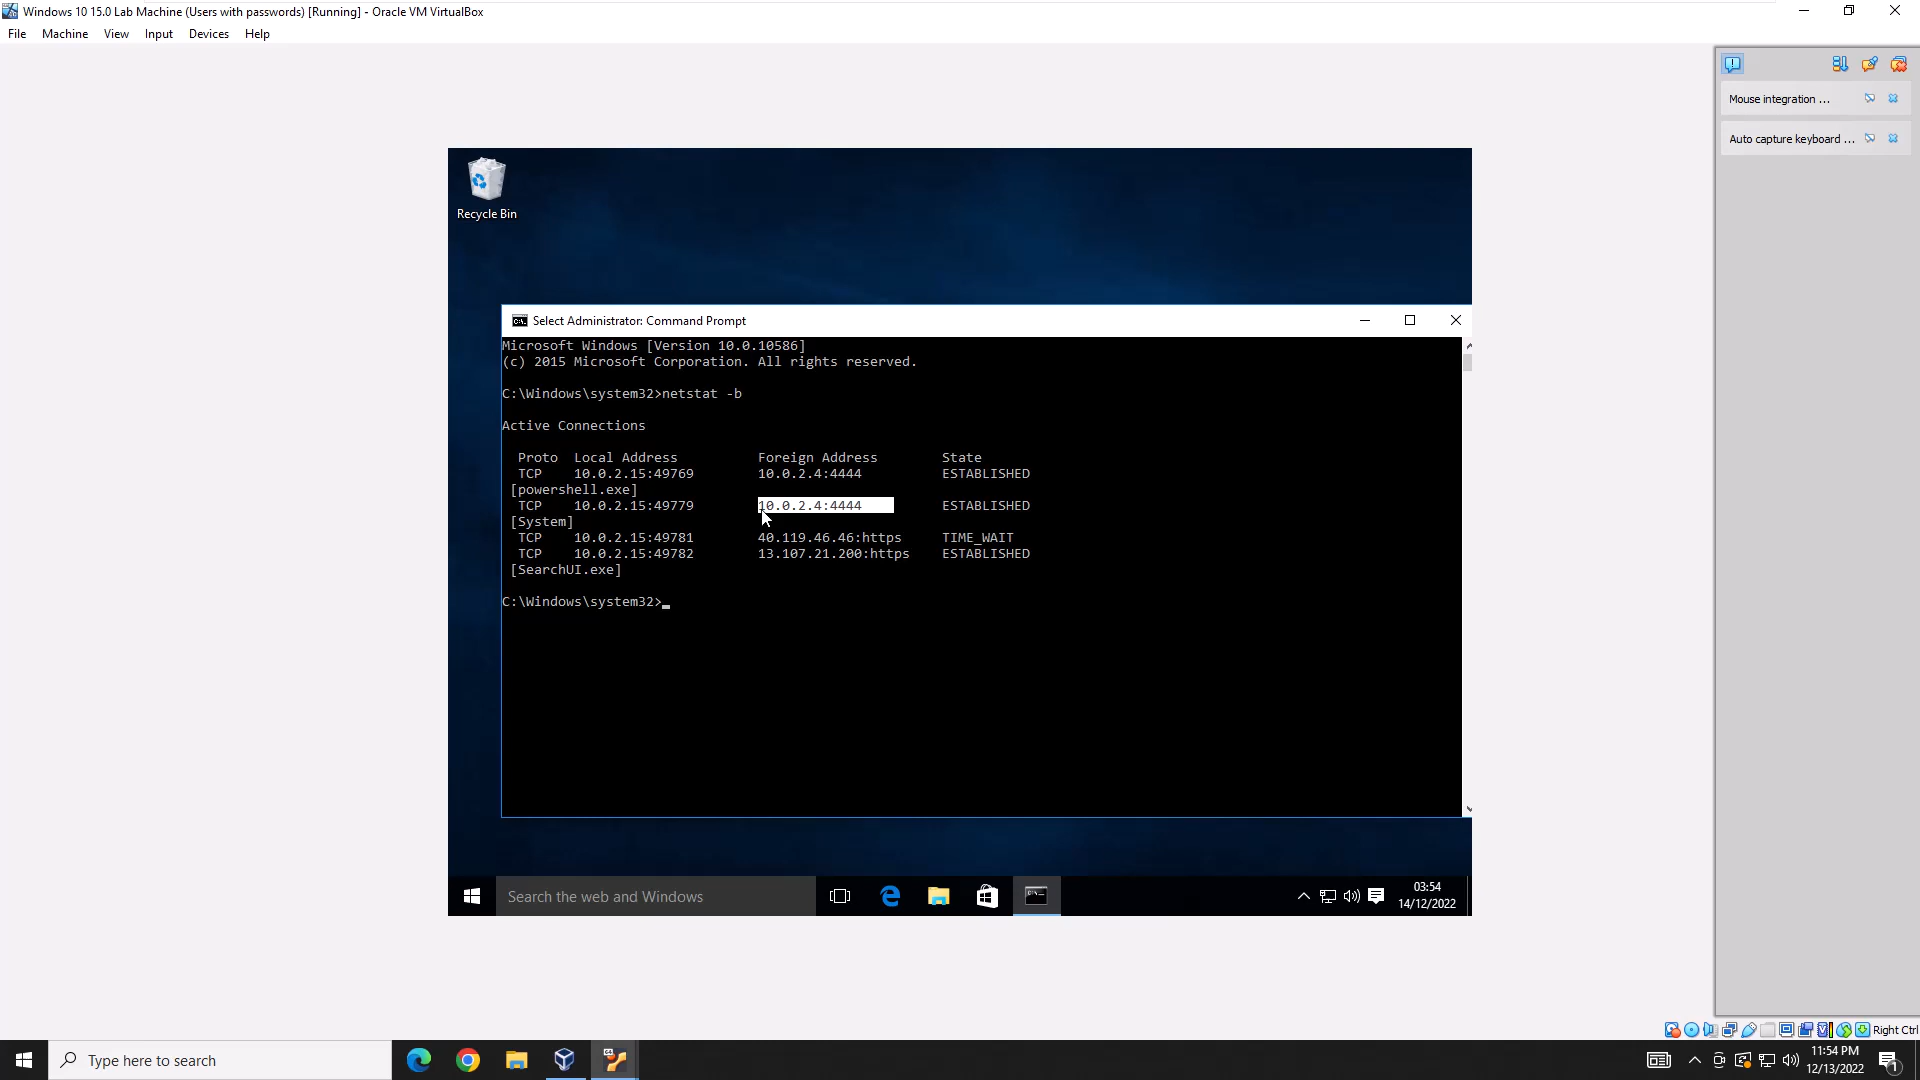 Windows 10 15.0 Lab Machine (Users with passwords) [Running] - Oracle VM VirtualBox
File Machine View Input Devices Help
Mouse integration ...
Auto capture keyboard ...
Recycle Bin
Select Administrator: Command Prompt
Microsoft Windows [Version 10.0.10586]
(c) 2015 Microsoft Corporation. All rights reserved.
C:\Windows\system32>netstat -b
Active Connections
Proto Local Address Foreign Address State
TCP 10.0.2.15:49769 10.0.2.4:4444 ESTABLISHED
[powershell.exe]
TCP 10.0.2.15:49779 10.0.2.4:4444 ESTABLISHED
[System]
TCP 10.0.2.15:49781 40.119.46.46:https TIME_WAIT
TCP 10.0.2.15:49782 13.107.21.200:https ESTABLISHED
[SearchUI.exe]
C:\Windows\system32>
Search the web and Windows
03:54
14/12/2022
Right Ctrl
Type here to search
11:54 PM
12/13/2022
1